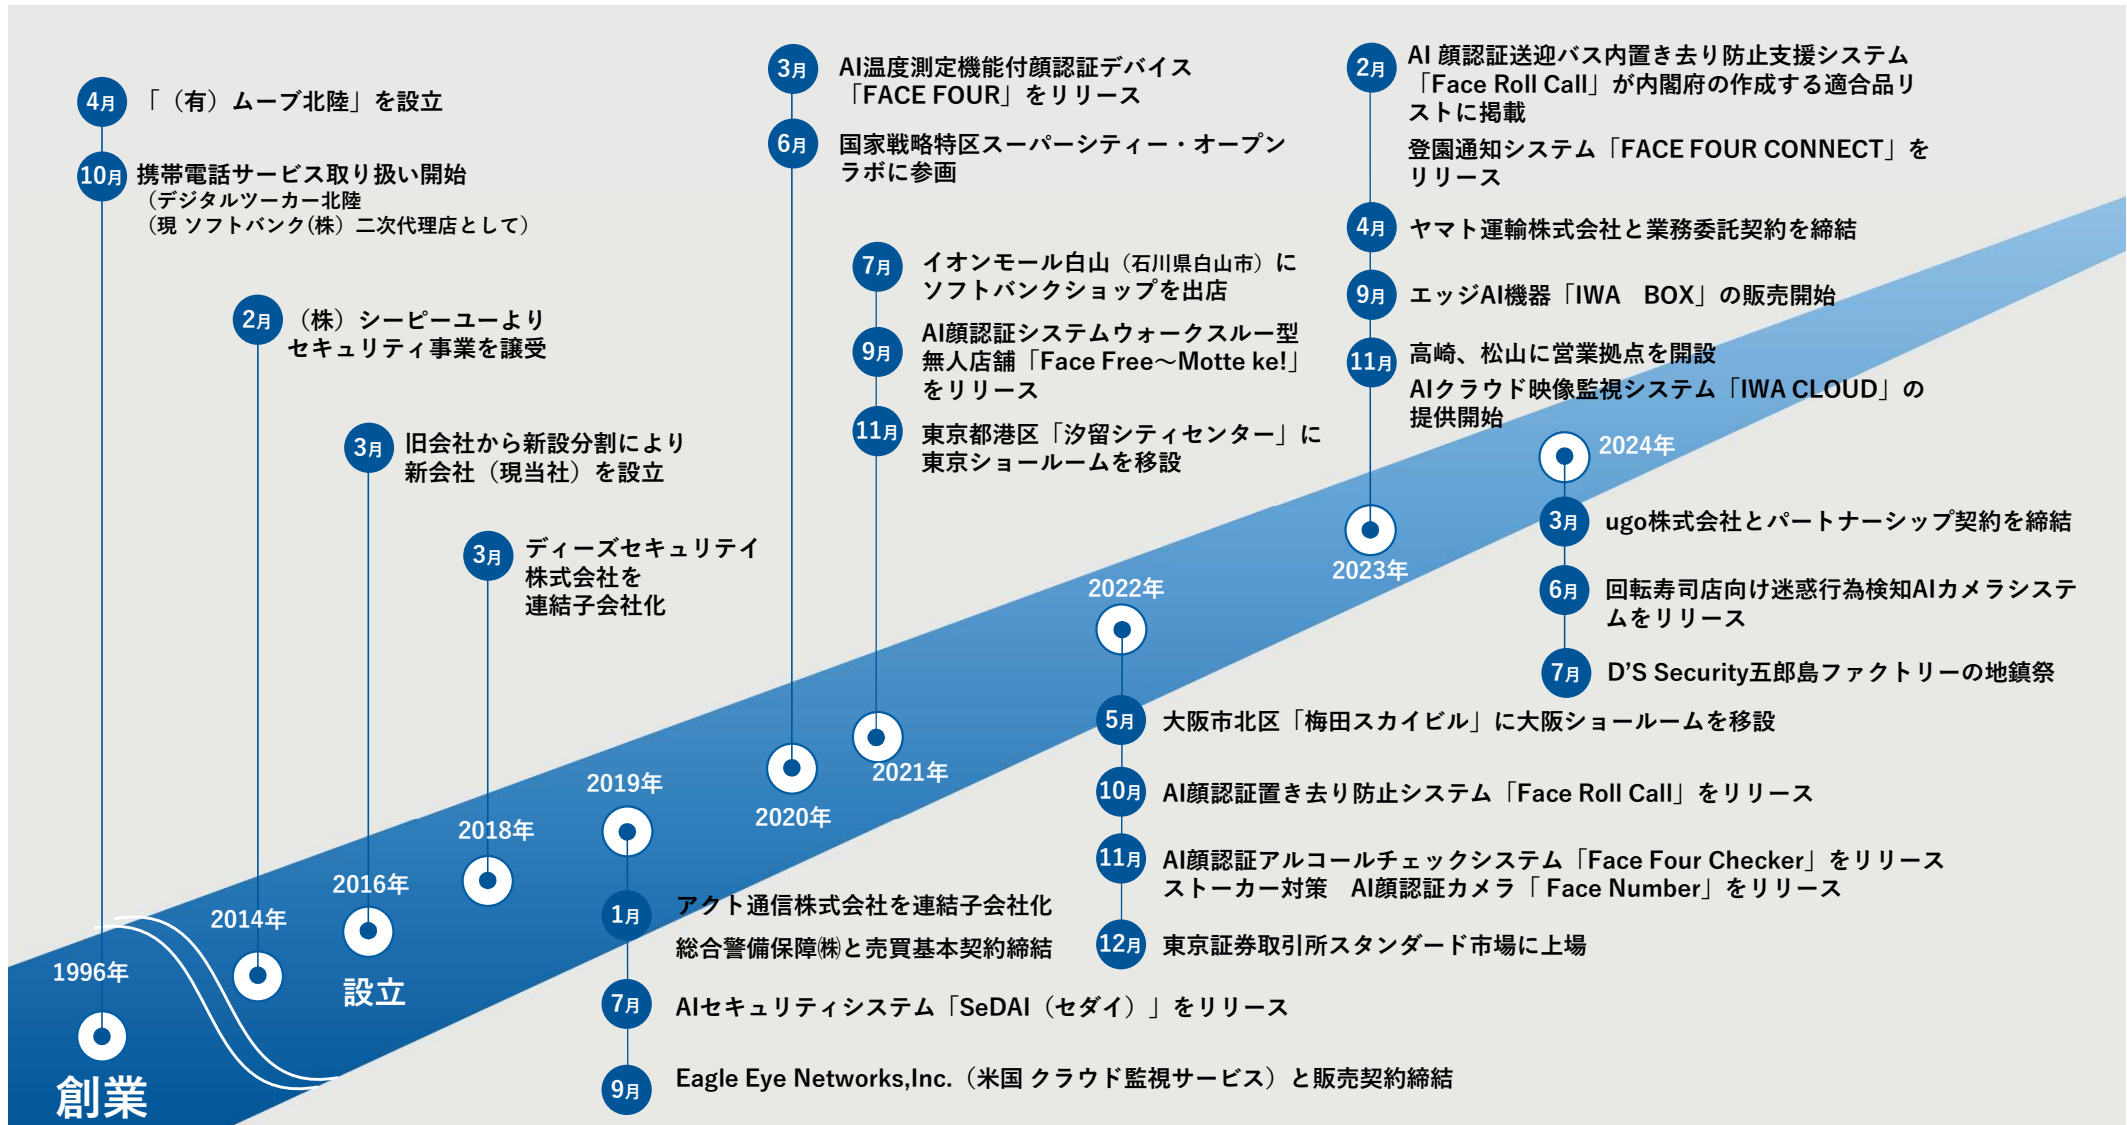 1996年
創業
4月
「（有）ムーブ北陸」を設立
10月
携帯電話サービス取り扱い開始
（デジタルツーカー北陸
（現 ソフトバンク(株）二次代理店として）
2014年
2月
（株）シーピーユーより
セキュリティ事業を譲受
2016年
設立
3月
旧会社から新設分割により
新会社（現当社）を設立
2018年
3月
ディーズセキュリテイ
株式会社を
連結子会社化
2019年
1月
アクト通信株式会社を連結子会社化
総合警備保障㈱と売買基本契約締結
7月
AIセキュリティシステム「SeDAI（セダイ）」をリリース
9月
Eagle Eye Networks,Inc.（米国 クラウド監視サービス）と販売契約締結
2020年
3月
AI温度測定機能付顔認証デバイス
「FACE FOUR」をリリース
6月
国家戦略特区スーパーシティー・オープン
ラボに参画
2021年
7月
イオンモール白山（石川県白山市）に
ソフトバンクショップを出店
9月
AI顔認証システムウォークスルー型
無人店舗「Face Free～Motte ke!」
をリリース
11月
東京都港区「汐留シティセンター」に
東京ショールームを移設
2022年
5月
大阪市北区「梅田スカイビル」に大阪ショールームを移設
10月
AI顔認証置き去り防止システム「Face Roll Call」をリリース
11月
AI顔認証アルコールチェックシステム「Face Four Checker」をリリース
ストーカー対策　AI顔認証カメラ「 Face Number」をリリース
12月
東京証券取引所スタンダード市場に上場
2023年
2月
AI 顔認証送迎バス内置き去り防止支援システム
「Face Roll Call」が内閣府の作成する適合品リ
ストに掲載
登園通知システム「FACE FOUR CONNECT」を
リリース
4月
ヤマト運輸株式会社と業務委託契約を締結
9月
エッジAI機器「IWA　BOX」の販売開始
11月
高崎、松山に営業拠点を開設
AIクラウド映像監視システム「IWA CLOUD」の
提供開始
2024年
3月
ugo株式会社とパートナーシップ契約を締結
6月
回転寿司店向け迷惑行為検知AIカメラシステ
ムをリリース
7月
D’S Security五郎島ファクトリーの地鎮祭